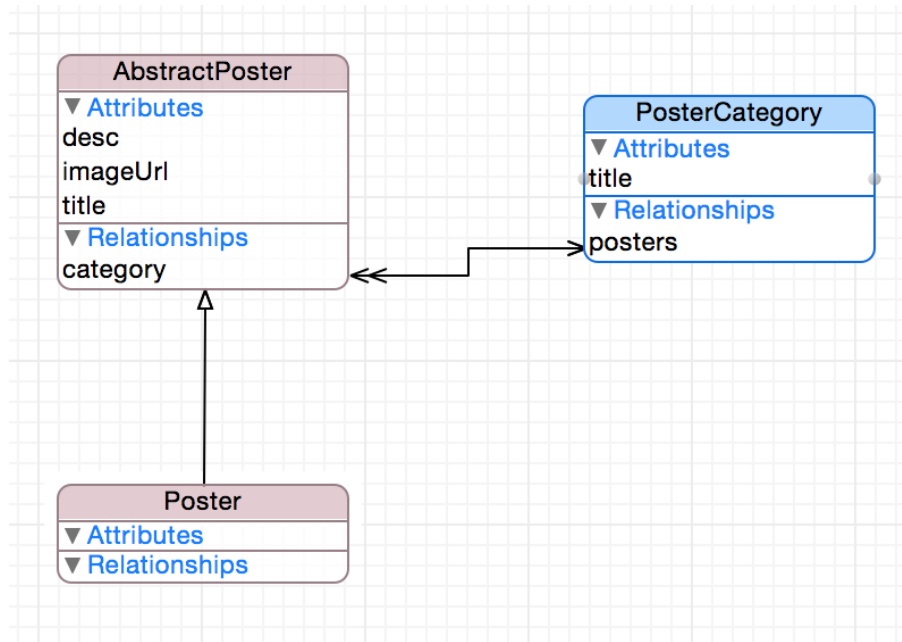 AbstractPoster
Attributes
desc
imageUrl
title
Relationships
category
PosterCategory
Attributes
title
Relationships
posters
Poster
Attributes
Relationships